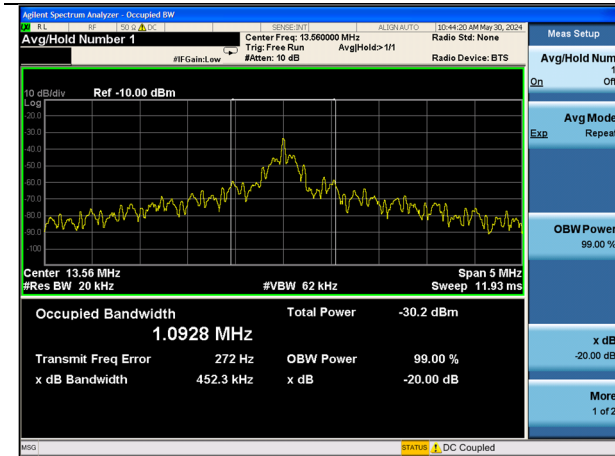 Agilent Spectrum Analyzer - Occupied BW
RL RF 50 Ω DC SENSE:INT ALIGN AUTO 10:44:20 AM May 30, 2024
Avg/Hold Number 1 Center Freq: 13.560000 MHz Radio Std: None
Trig: Free Run Avg|Hold:> 1/1
#IFGain:Low #Atten: 10 dB Radio Device: BTS
Meas Setup
Avg/Hold Num
1
On Off
Avg Mode
Exp Repeat
OBW Power
99.00 %
x dB
-20.00 dB
More
1 of 2
10 dB/div Ref -10.00 dBm
Log
-20.0
-30.0
-40.0
-50.0
-60.0
-70.0
-80.0
-90.0
-100
Center 13.56 MHz Span 5 MHz
#Res BW 20 kHz #VBW 62 kHz Sweep 11.93 ms
Occupied Bandwidth Total Power -30.2 dBm
1.0928 MHz
Transmit Freq Error 272 Hz OBW Power 99.00 %
x dB Bandwidth 452.3 kHz x dB -20.00 dB
MSG STATUS DC Coupled